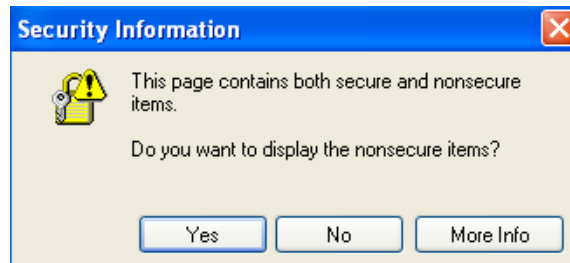 Security Information
This page contains both secure and nonsecure
items.
Do you want to display the nonsecure items?
Yes
No
More Info